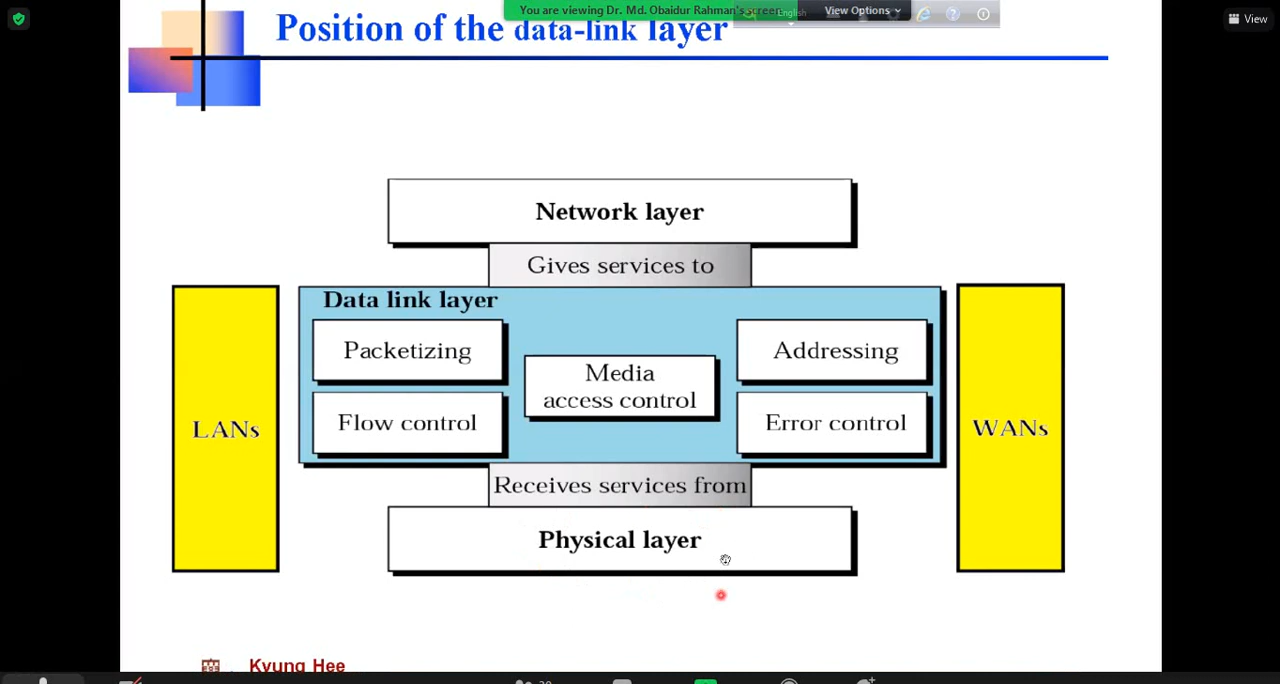 You are viewing Dr. Md. Obaidur Rahman's screen
English
View Options
View
Position of the data-link layer
Network layer
Gives services to
Data link layer
Packetizing
Addressing
Media
access control
Flow control
Error control
LANs
WANs
Receives services from
Physical layer
Kyung Hee